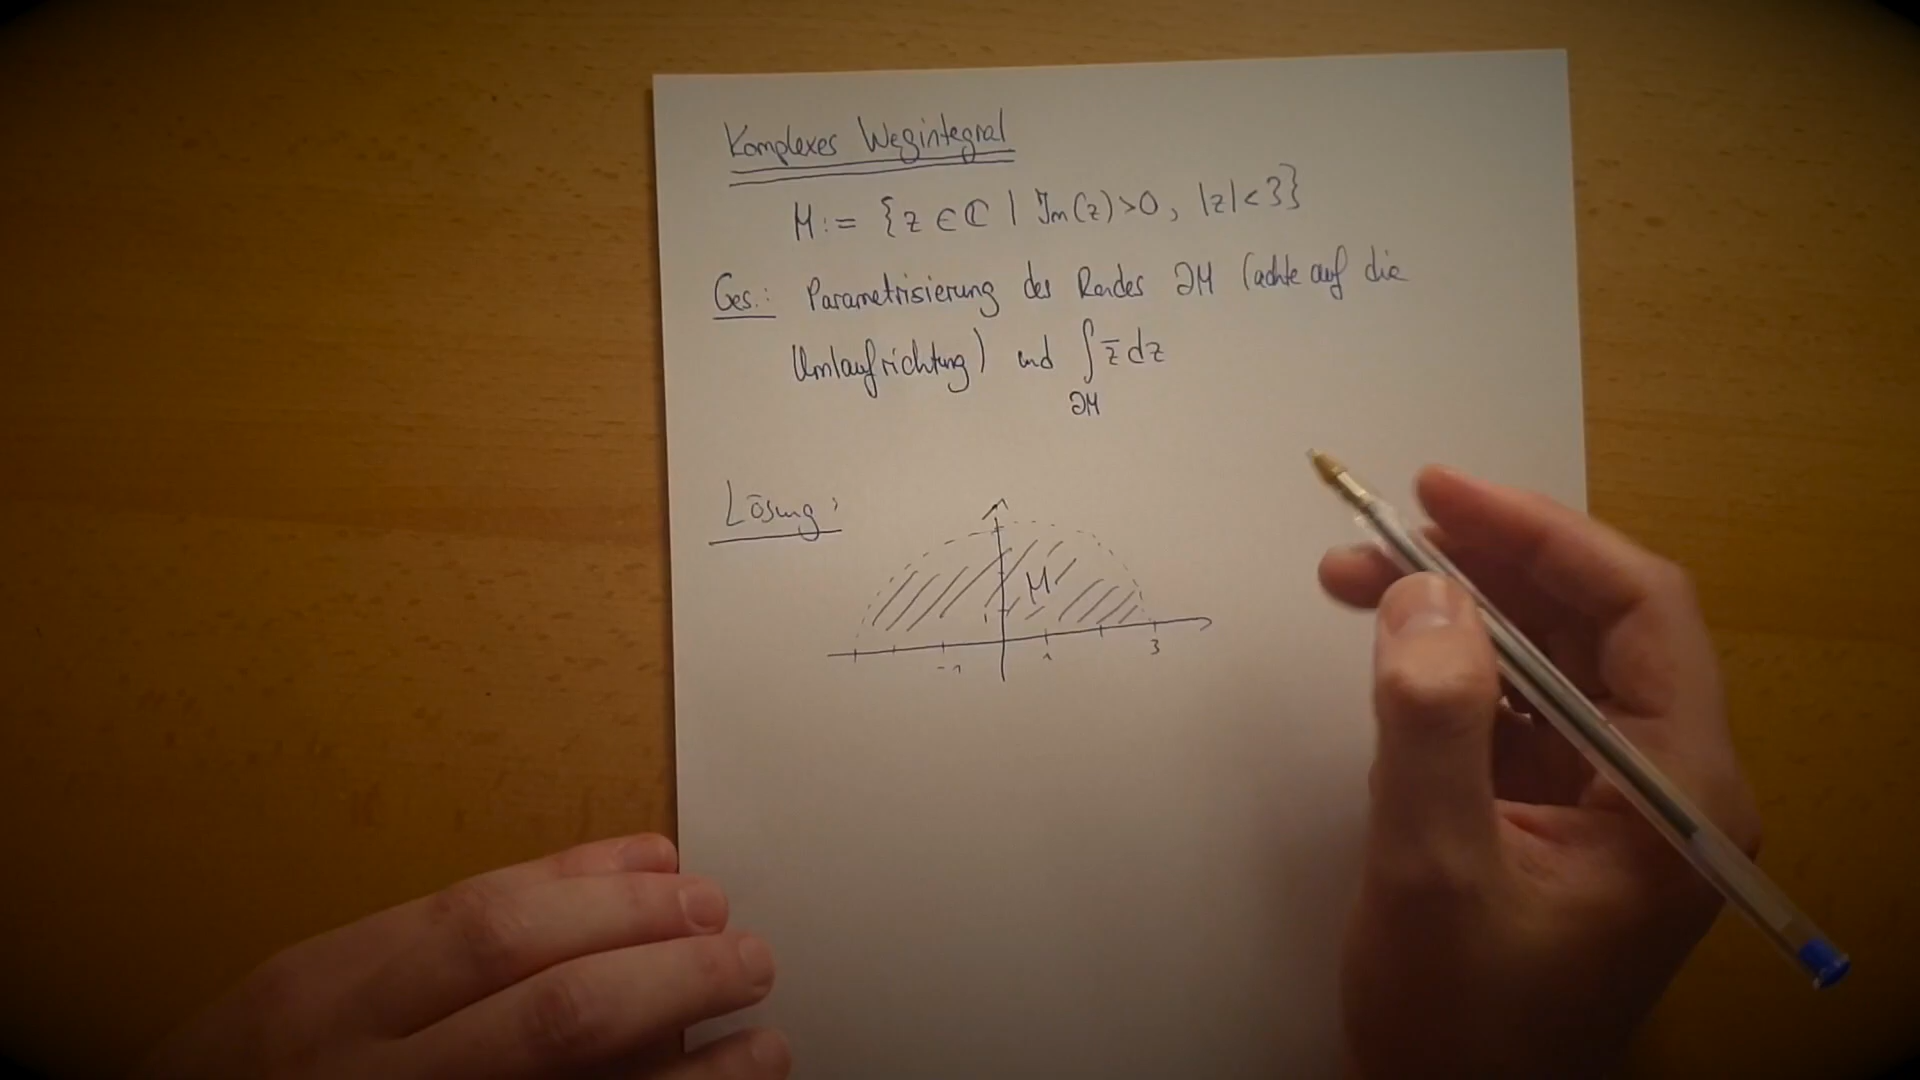 Komplexes Wegintegral
M := {z ∈ ℂ | Im(z)>0, |z|<3}
Ges.: Parametrisierung des Randes ∂M (achte auf die
Umlaufrichtung) und ∫ z̄ dz
∂M
Lösung:
M
1
-1 1 3